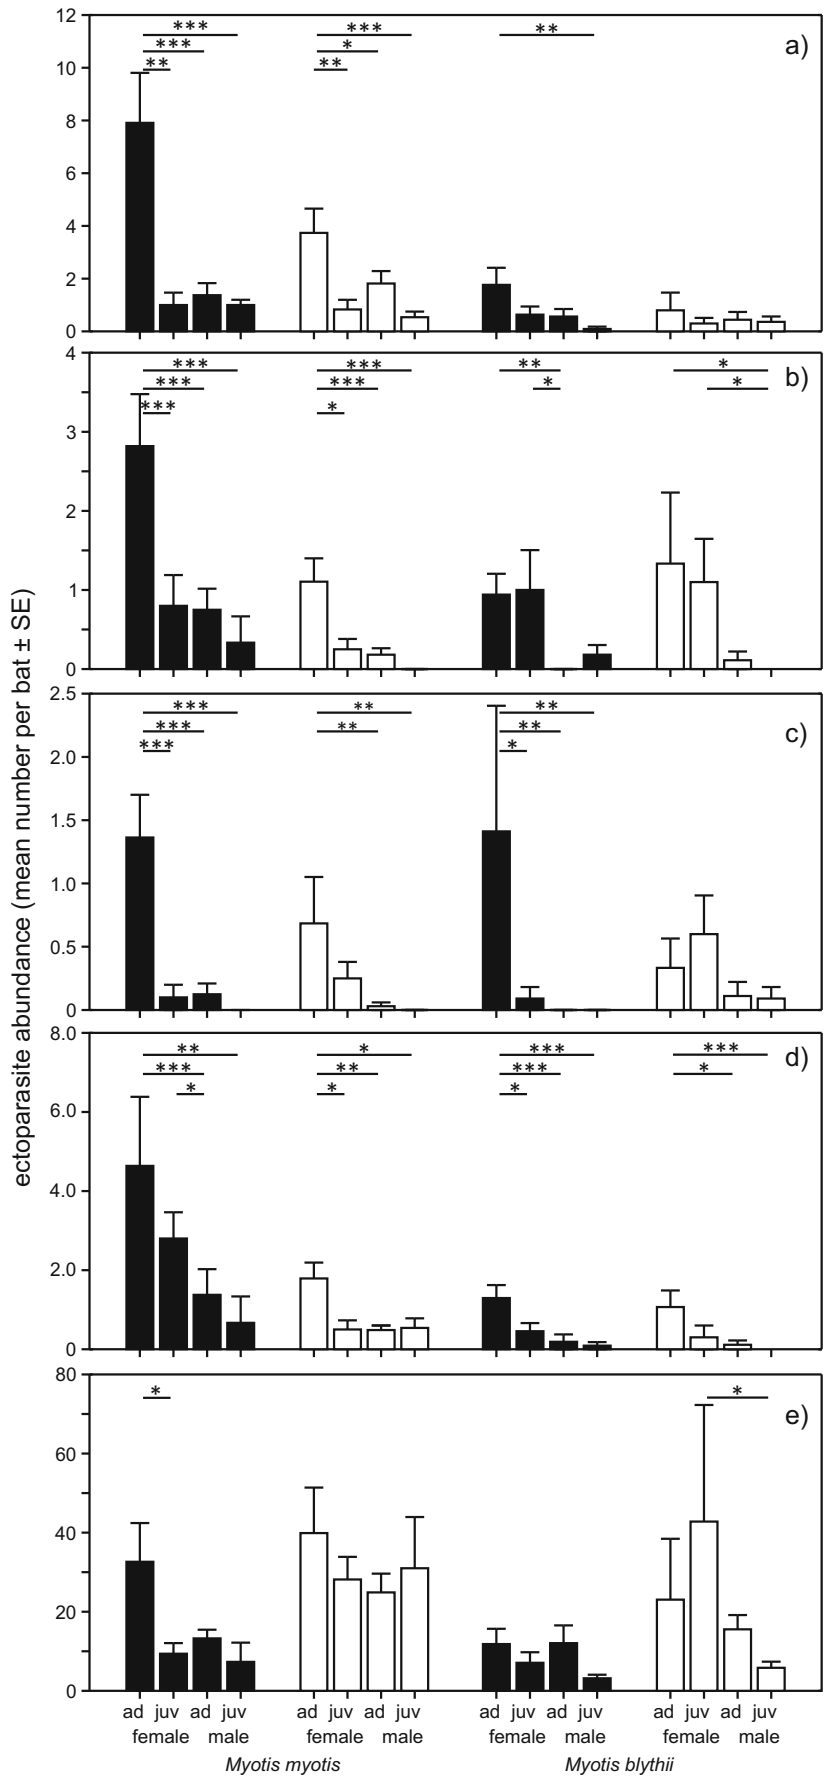 ectoparasite abundance (mean number per bat ± SE)
12
10
8
6
4
2
0
a)
*** *** **
*** *
** **
4
3
2
1
0
b)
*** *** ** *
*** *** * *
*** *
2.5
2.0
1.5
1.0
0.5
0
c)
*** ** **
*** ** **
*** *
8.0
6.0
4.0
2.0
0
d)
** * *** ***
*** ** *** *
* * *
80
60
40
20
0
e)
* *
ad juv ad juv ad juv ad juv ad juv ad juv ad juv ad juv
female male female male female male female male
Myotis myotis Myotis blythii